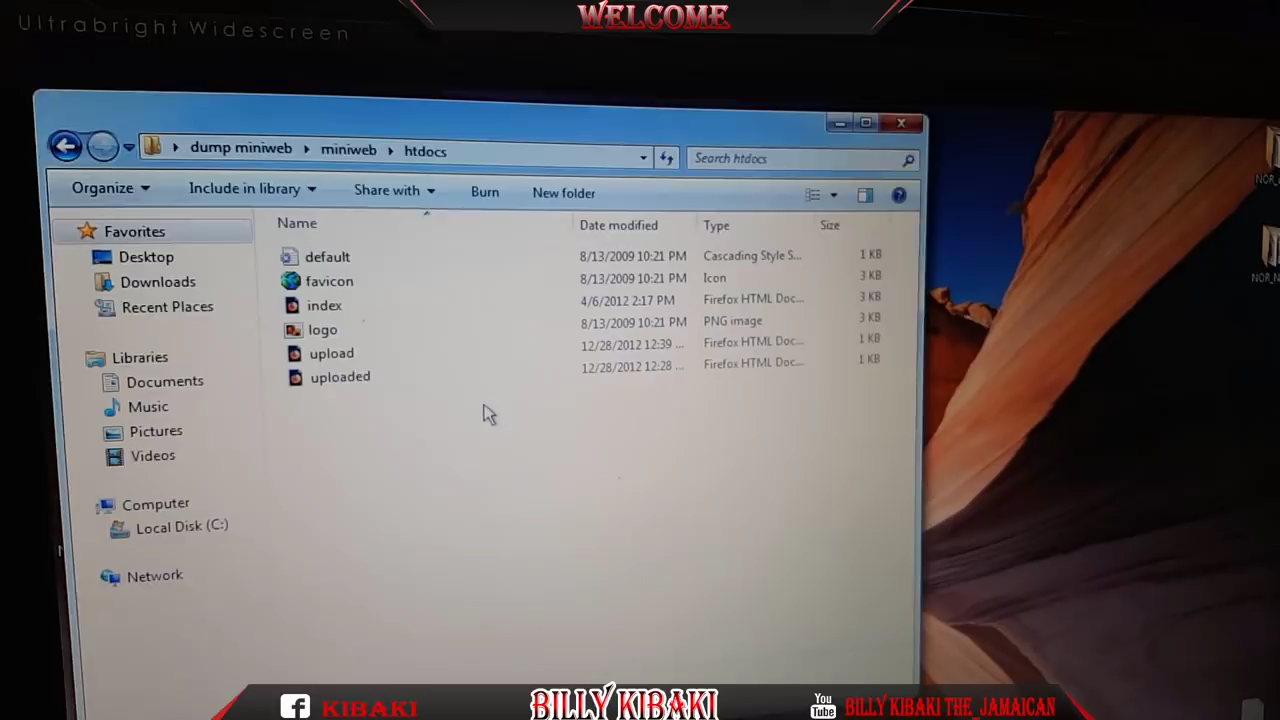 WELCOME
Ultrabright Widescreen
dump miniweb miniweb htdocs
Search htdocs
Organize Include in library Share with Burn New folder
Name Date modified Type Size
Favorites
Desktop
Downloads
Recent Places
Libraries
Documents
Music
Pictures
Videos
Computer
Local Disk (C:)
Network
default 8/13/2009 10:21 PM Cascading Style S... 1 KB
favicon 8/13/2009 10:21 PM Icon 3 KB
index 4/6/2012 2:17 PM Firefox HTML Doc... 3 KB
logo 8/13/2009 10:21 PM PNG image 3 KB
upload 12/28/2012 12:39 ... Firefox HTML Doc... 1 KB
uploaded 12/28/2012 12:28 ... Firefox HTML Doc... 1 KB
KIBAKI
BILLY KIBAKI
You Tube
BILLY KIBAKI THE_JAMAICAN